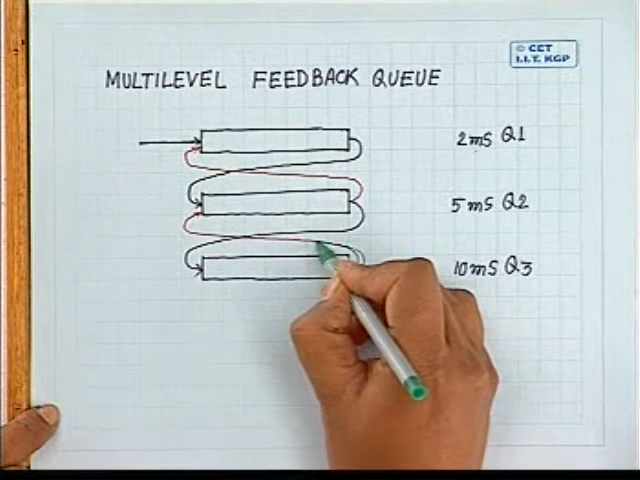 © CET
I.I.T. KGP
MULTILEVEL FEEDBACK QUEUE
2ms Q1
5ms Q2
10ms Q3